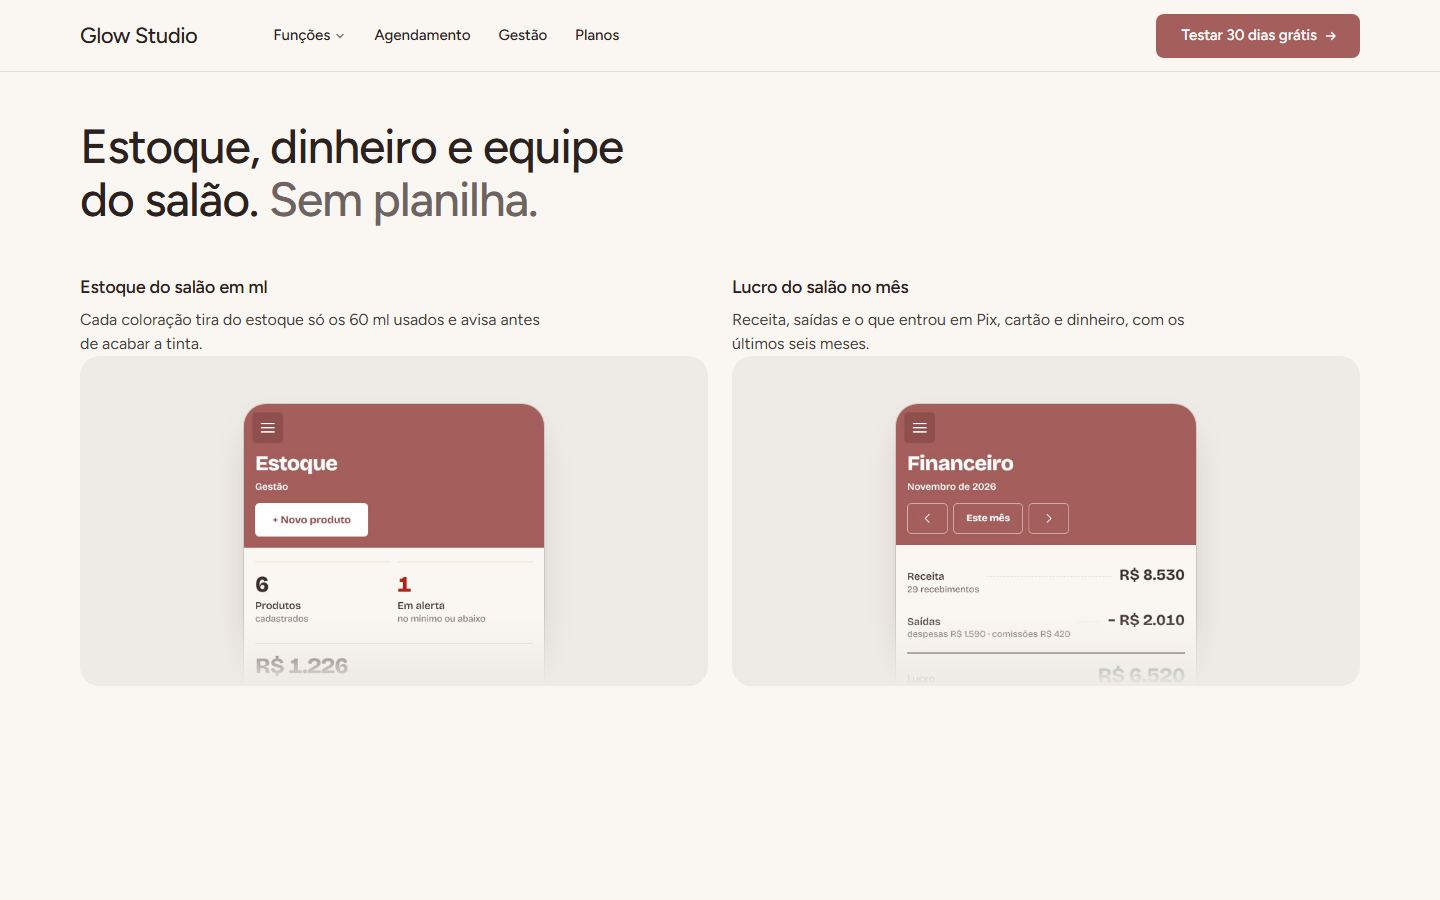 Glow Studio
Funções
Agendamento
Gestão
Planos
Testar 30 dias grátis →
Estoque, dinheiro e equipe
do salão. Sem planilha.
Estoque do salão em ml
Cada coloração tira do estoque só os 60 ml usados e avisa antes
de acabar a tinta.
Estoque
Gestão
+ Novo produto
6
Produtos
cadastrados
1
Em alerta
no mínimo ou abaixo
R$ 1.226
Lucro do salão no mês
Receita, saídas e o que entrou em Pix, cartão e dinheiro, com os
últimos seis meses.
Financeiro
Novembro de 2026
Este mês
Receita R$ 8.530
29 recebimentos
Saídas - R$ 2.010
despesas R$ 1.590 · comissões R$ 420
Lucro R$ 6.520